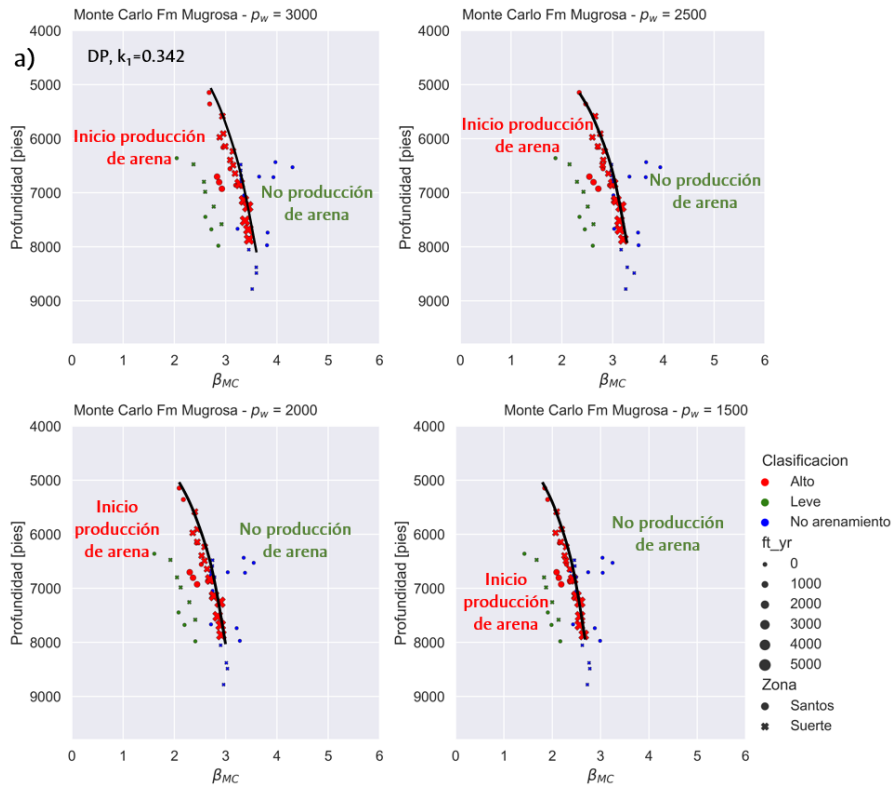 Monte Carlo Fm Mugrosa - p_w = 3000
a)
DP, k₁=0.342
Inicio producción
de arena
No producción
de arena
Profundidad [pies]
4000
5000
6000
7000
8000
9000
0 1 2 3 4 5 6
β_MC
Monte Carlo Fm Mugrosa - p_w = 2500
Inicio producción
de arena
No producción
de arena
Profundidad [pies]
4000
5000
6000
7000
8000
9000
0 1 2 3 4 5 6
β_MC
Monte Carlo Fm Mugrosa - p_w = 2000
Inicio
producción
de arena
No producción
de arena
Profundidad [pies]
4000
5000
6000
7000
8000
9000
0 1 2 3 4 5 6
β_MC
Monte Carlo Fm Mugrosa - p_w = 1500
No producción
de arena
Inicio
producción
de arena
Profundidad [pies]
4000
5000
6000
7000
8000
9000
0 1 2 3 4 5 6
β_MC
Clasificacion
Alto
Leve
No arenamiento
ft_yr
0
1000
2000
3000
4000
5000
Zona
Santos
Suerte